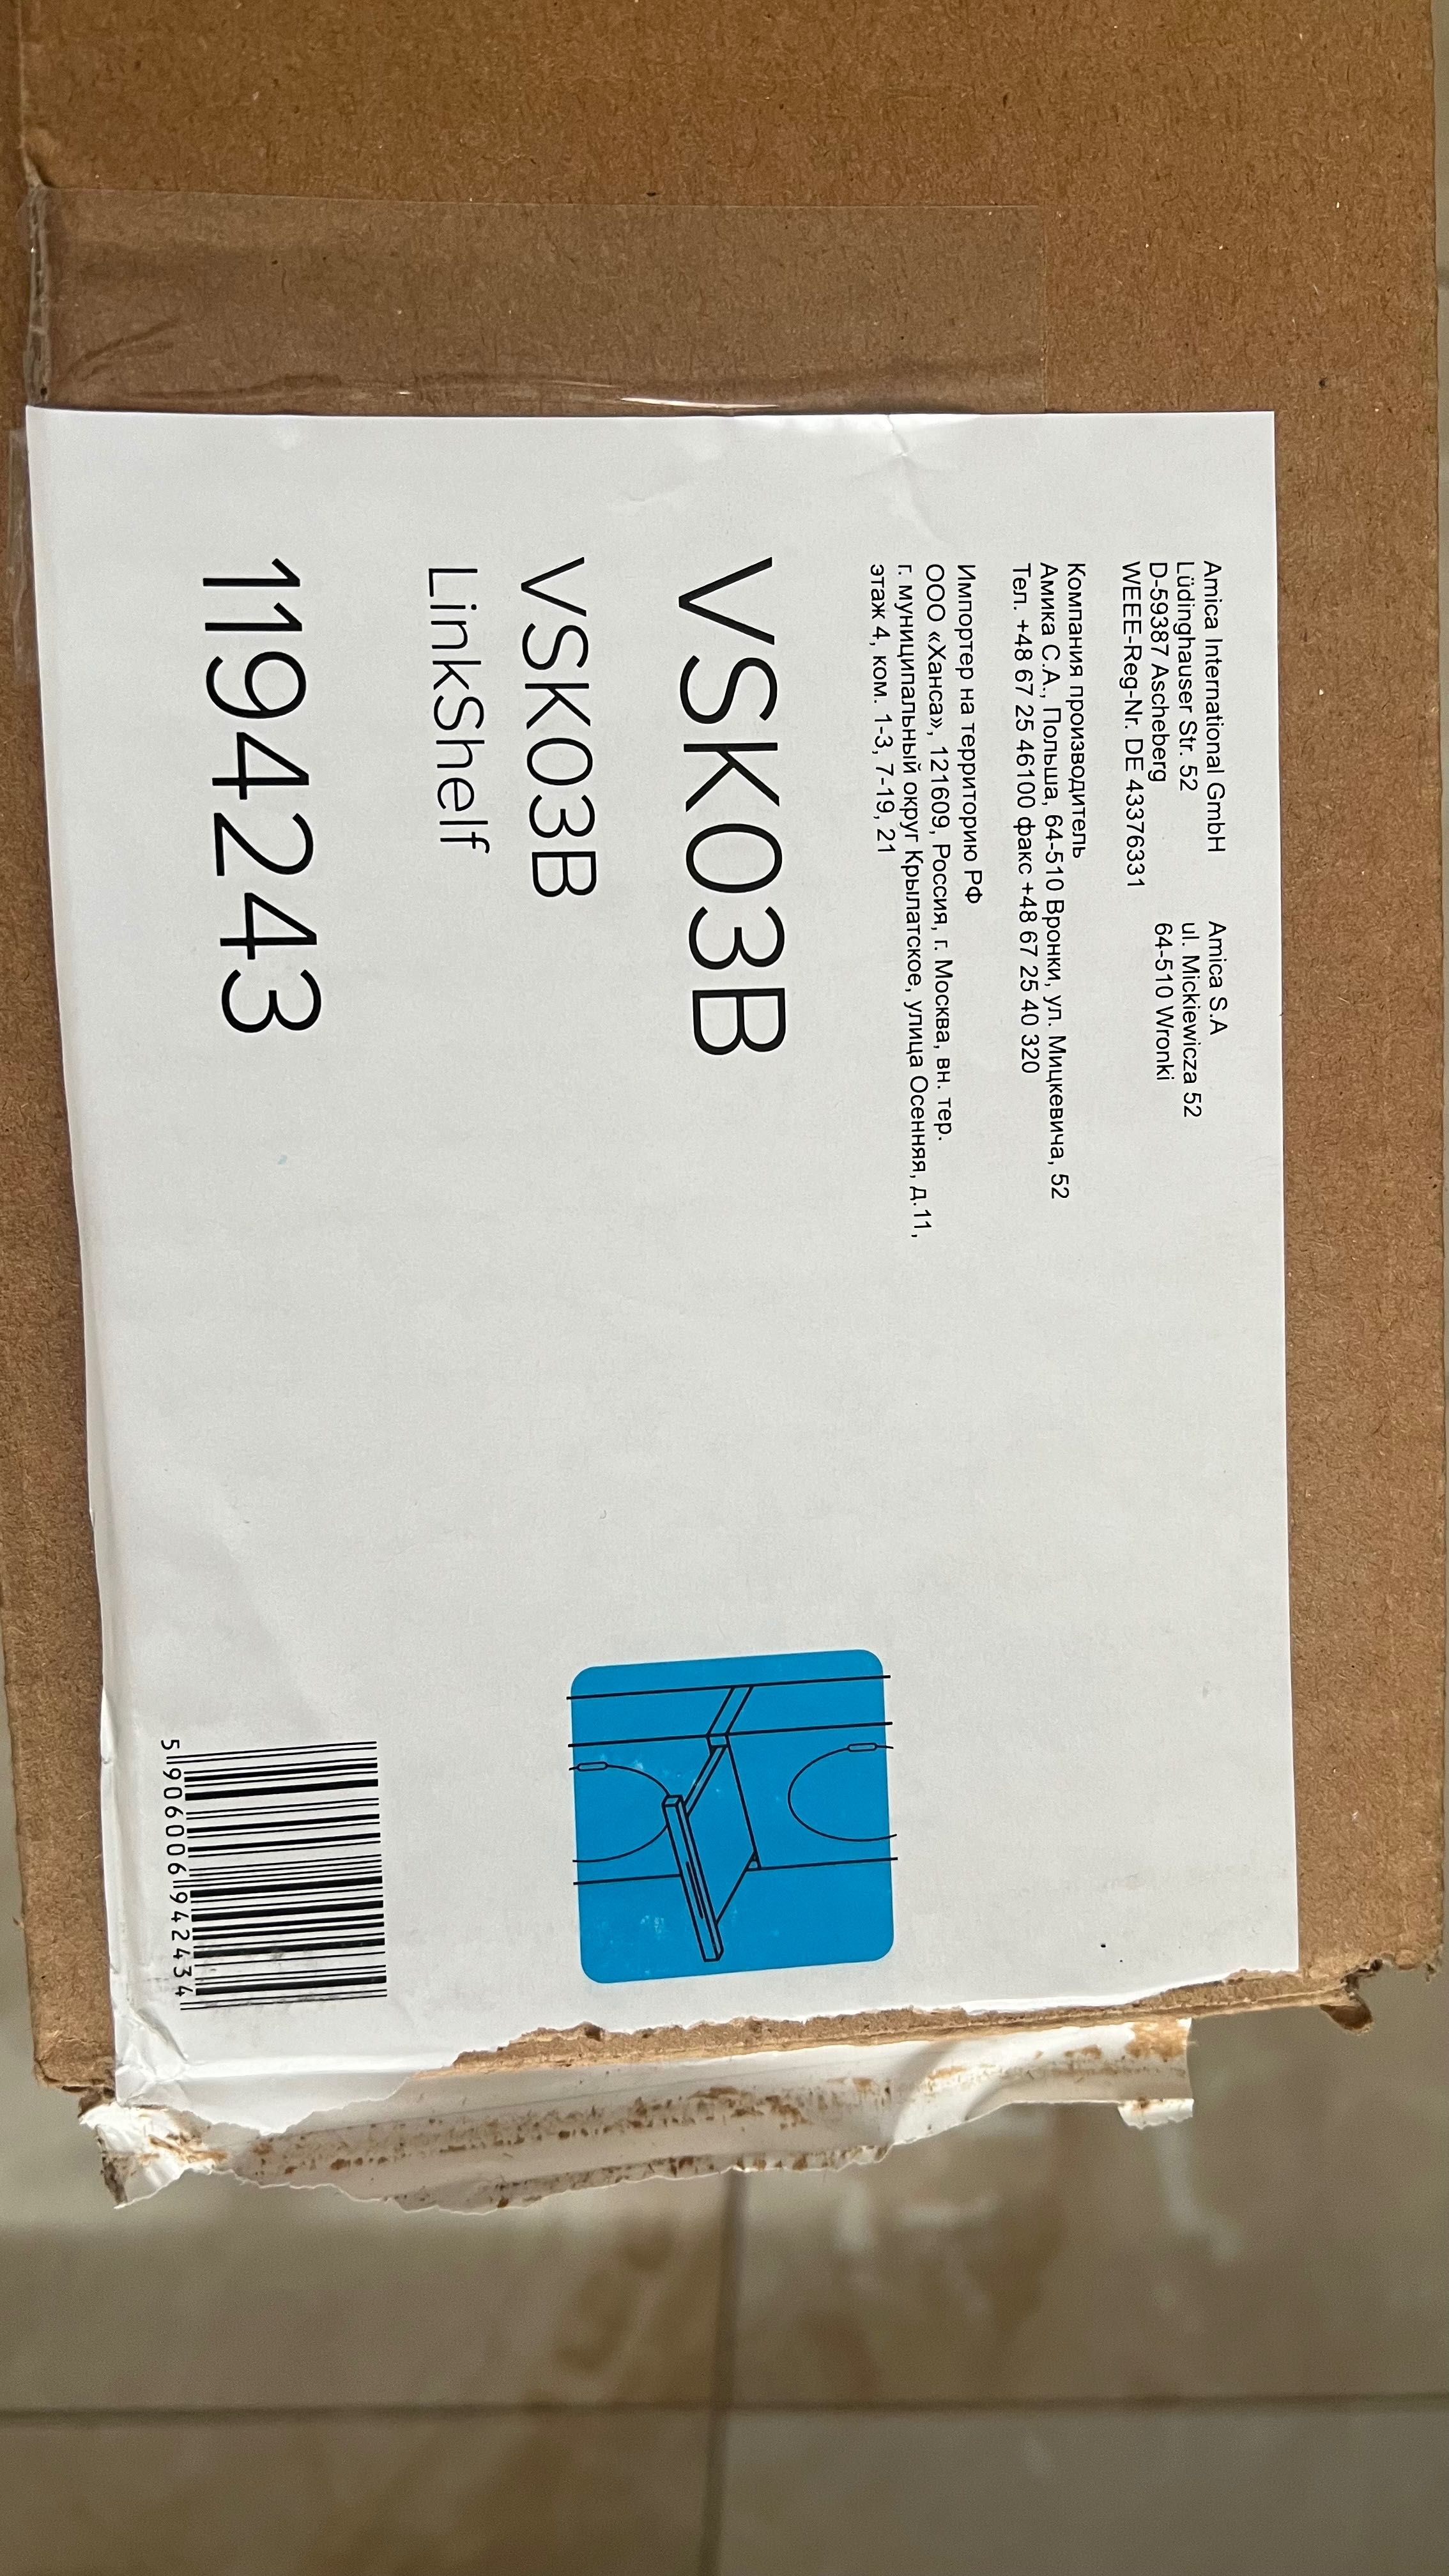 Amica International GmbH
Lüdinghauser Str. 52
D-59387 Ascheberg
WEEE-Reg-Nr. DE 43376331
Amica S.A
ul. Mickiewicza 52
64-510 Wronki
Компания производитель
Амика С.А., Польша, 64-510 Вронки, ул. Мицкевича, 52
Тел. +48 67 25 46100 факс +48 67 25 40 320
Импортер на территорию РФ
ООО «Ханса», 121609, Россия, г. Москва, вн. тер.
г. муниципальный округ Крылатское, улица Осенняя, д.11,
этаж 4, ком. 1-3, 7-19, 21
VSK03B
VSK03B
LinkShelf
1194243
5 906006 942434